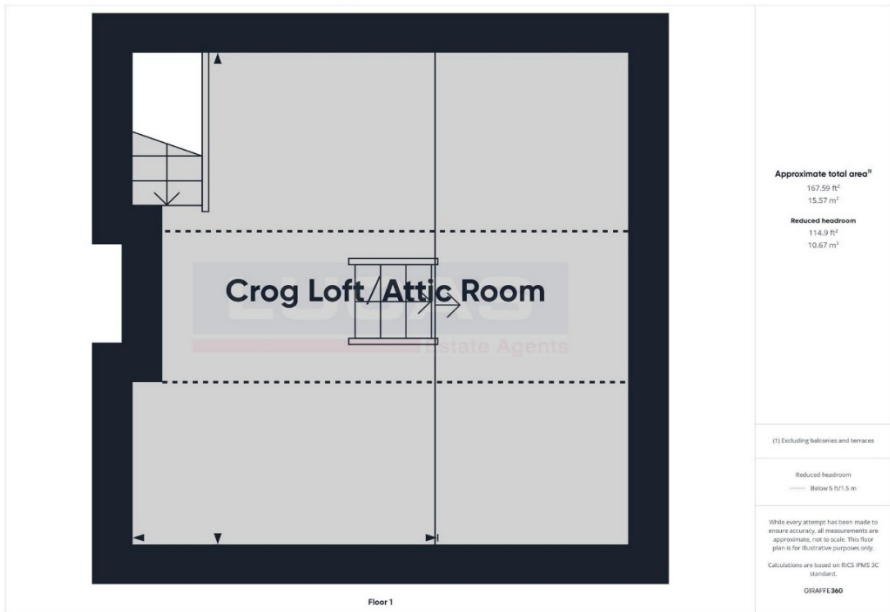 Crog Loft/Attic Room
LUCAS
Estate Agents
Floor 1
Approximate total area⁽¹⁾
167.59 ft²
15.57 m²
Reduced headroom
114.9 ft²
10.67 m²
(1) Excluding balconies and terraces
Reduced headroom
Below 5 ft/1.5 m
While every attempt has been made to
ensure accuracy, all measurements are
approximate, not to scale. This floor
plan is for illustrative purposes only.
Calculations are based on RICS IPMS 3C
standard.
GIRAFFE360